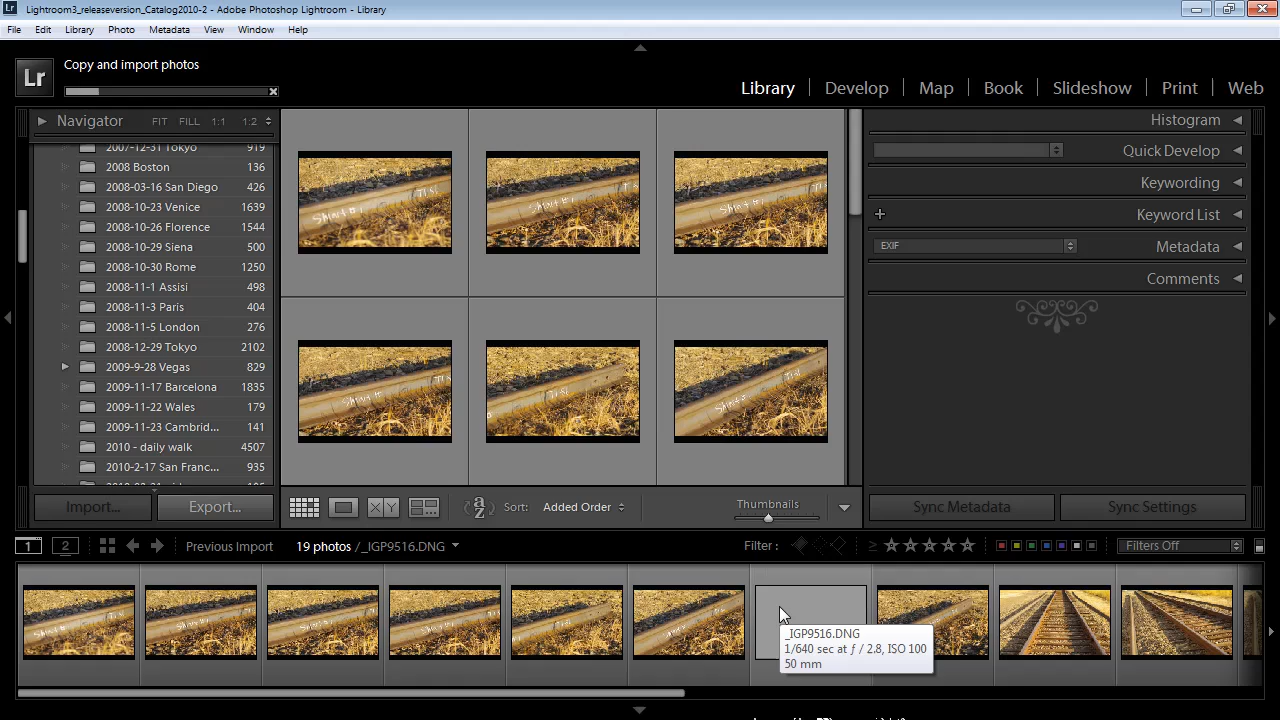 Lightroom3_releaseversion_Catalog2010-2 - Adobe Photoshop Lightroom - Library
File Edit Library Photo Metadata View Window Help
Lr Copy and import photos
Library Develop Map Book Slideshow Print Web
Navigator FIT FILL 1:1 1:2
2007-12-31 Tokyo 919
2008 Boston 136
2008-03-16 San Diego 426
2008-10-23 Venice 1639
2008-10-26 Florence 1544
2008-10-29 Siena 500
2008-10-30 Rome 1250
2008-11-1 Assisi 498
2008-11-3 Paris 404
2008-11-5 London 276
2008-12-29 Tokyo 2102
2009-9-28 Vegas 829
2009-11-17 Barcelona 1835
2009-11-22 Wales 179
2009-11-23 Cambrid... 141
2010 - daily walk 4507
2010-2-17 San Franc... 935
Import... Export...
Histogram
Quick Develop
Keywording
+ Keyword List
EXIF Metadata
Comments
Sort: Added Order Thumbnails
Sync Metadata Sync Settings
1 2 Previous Import 19 photos / _IGP9516.DNG Filter : Filters Off
_IGP9516.DNG
1/640 sec at ƒ / 2.8, ISO 100
50 mm